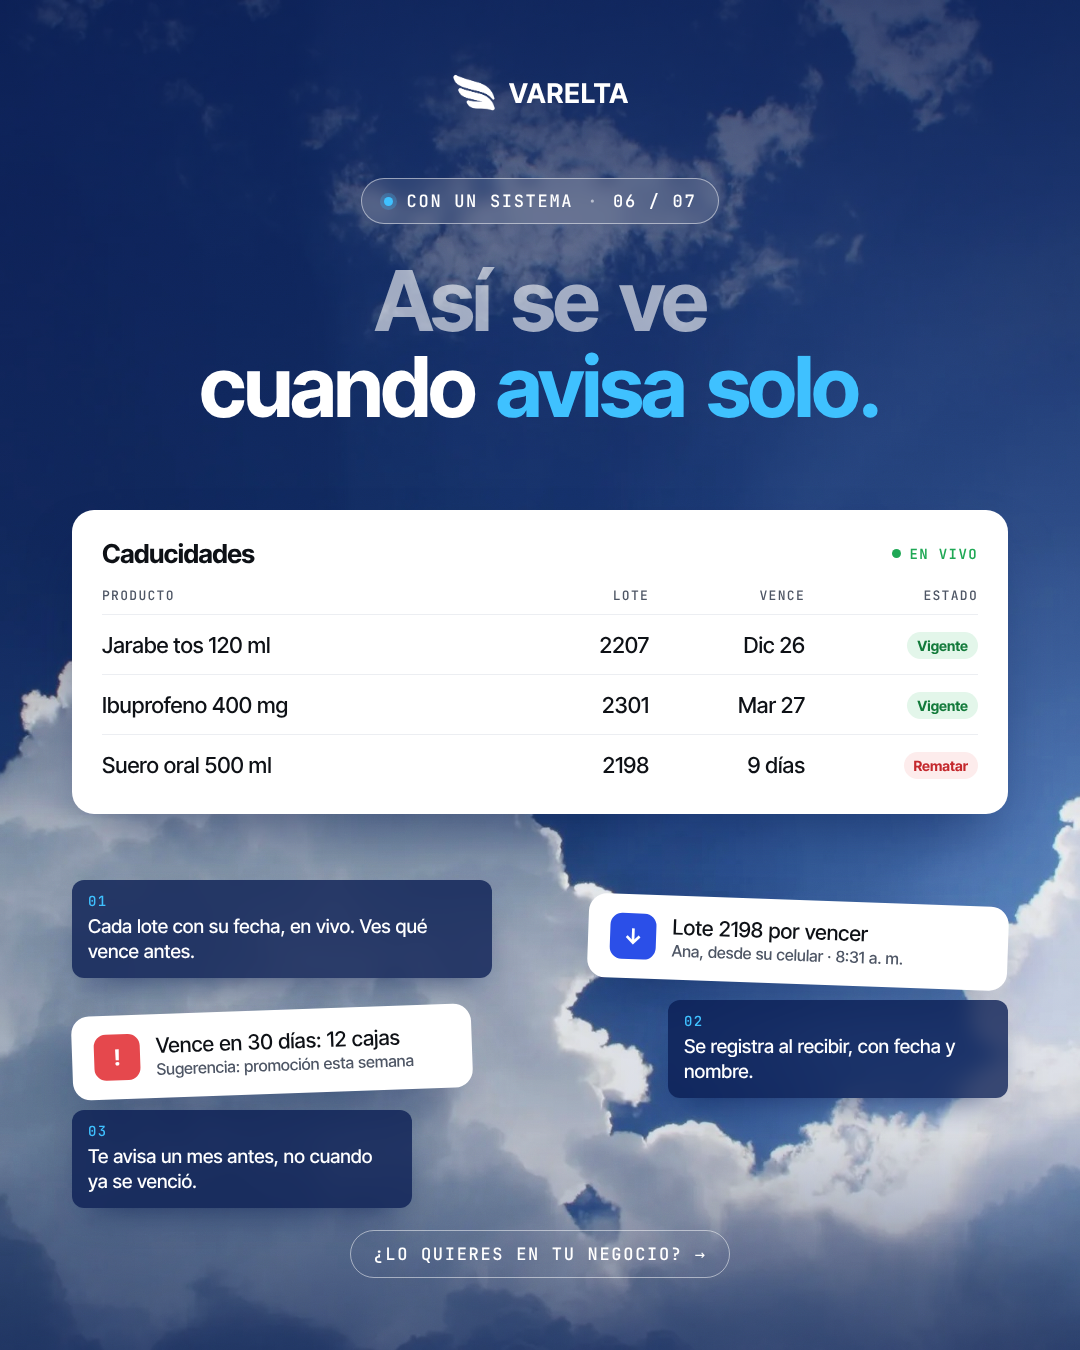 VARELTA
CON UN SISTEMA · 06 / 07
Así se ve
cuando avisa solo.
Caducidades
EN VIVO
PRODUCTO LOTE VENCE ESTADO
Jarabe tos 120 ml 2207 Dic 26 Vigente
Ibuprofeno 400 mg 2301 Mar 27 Vigente
Suero oral 500 ml 2198 9 días Rematar
01
Cada lote con su fecha, en vivo. Ves qué
vence antes.
Lote 2198 por vencer
Ana, desde su celular · 8:31 a. m.
02
Se registra al recibir, con fecha y
nombre.
!
Vence en 30 días: 12 cajas
Sugerencia: promoción esta semana
03
Te avisa un mes antes, no cuando
ya se venció.
¿LO QUIERES EN TU NEGOCIO? →